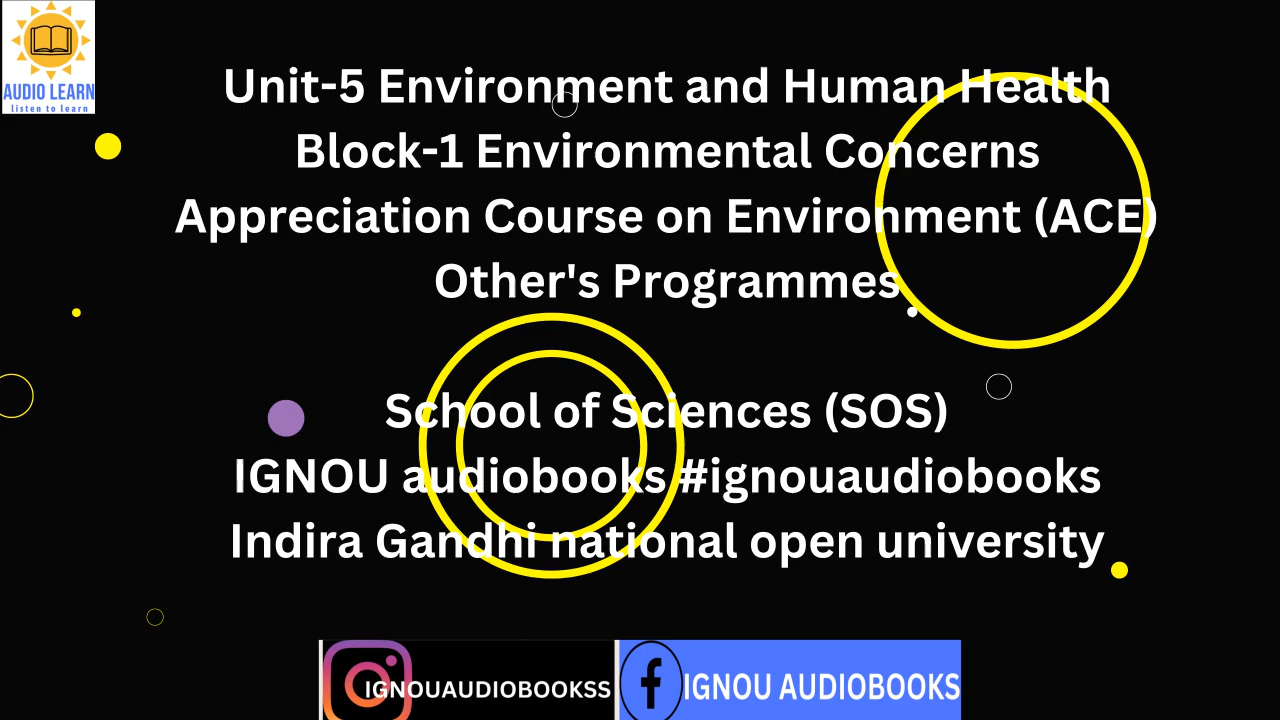 AUDIO LEARN
listen to learn
Unit-5 Environment and Human Health
Block-1 Environmental Concerns
Appreciation Course on Environment (ACE)
Other's Programmes
School of Sciences (SOS)
IGNOU audiobooks #ignouaudiobooks
Indira Gandhi national open university
IGNOUAUDIOBOOKSS
f IGNOU AUDIOBOOKS